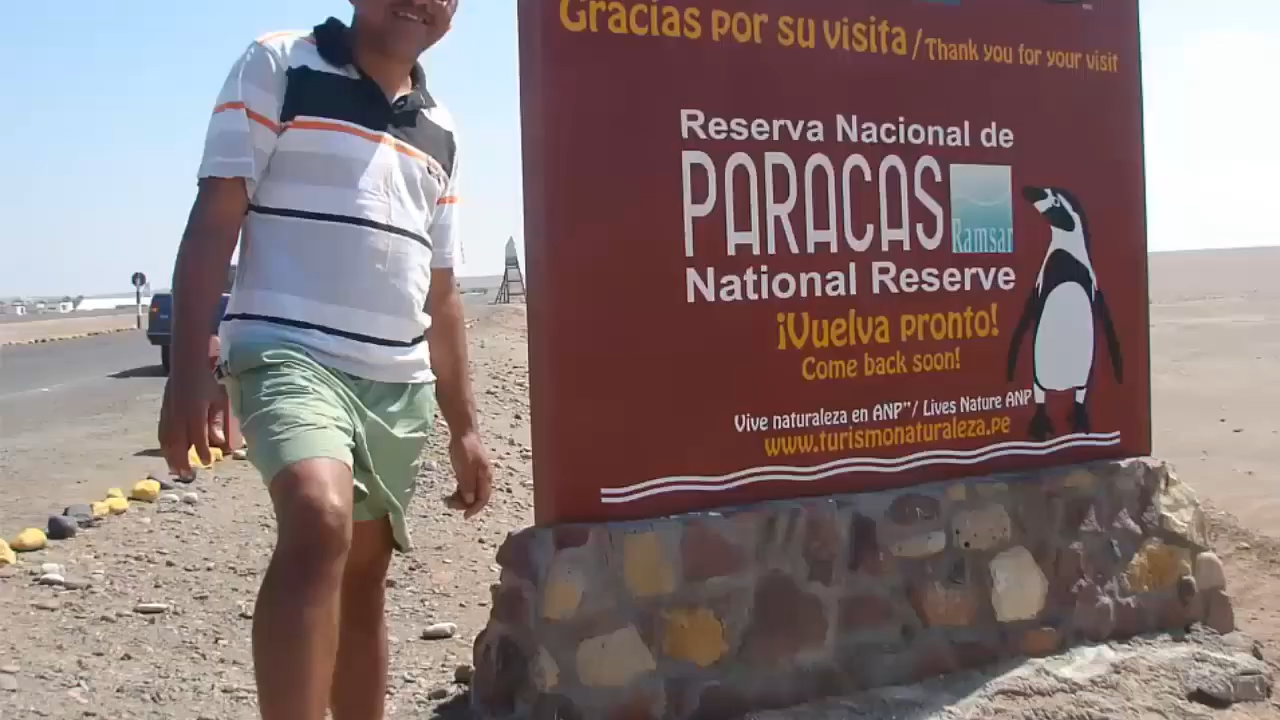 Gracias por su visita / Thank you for your visit
Reserva Nacional de
PARACAS
Ramsar
National Reserve
¡Vuelva pronto!
Come back soon!
Vive naturaleza en ANP" / Lives Nature ANP
www.turismonaturaleza.pe